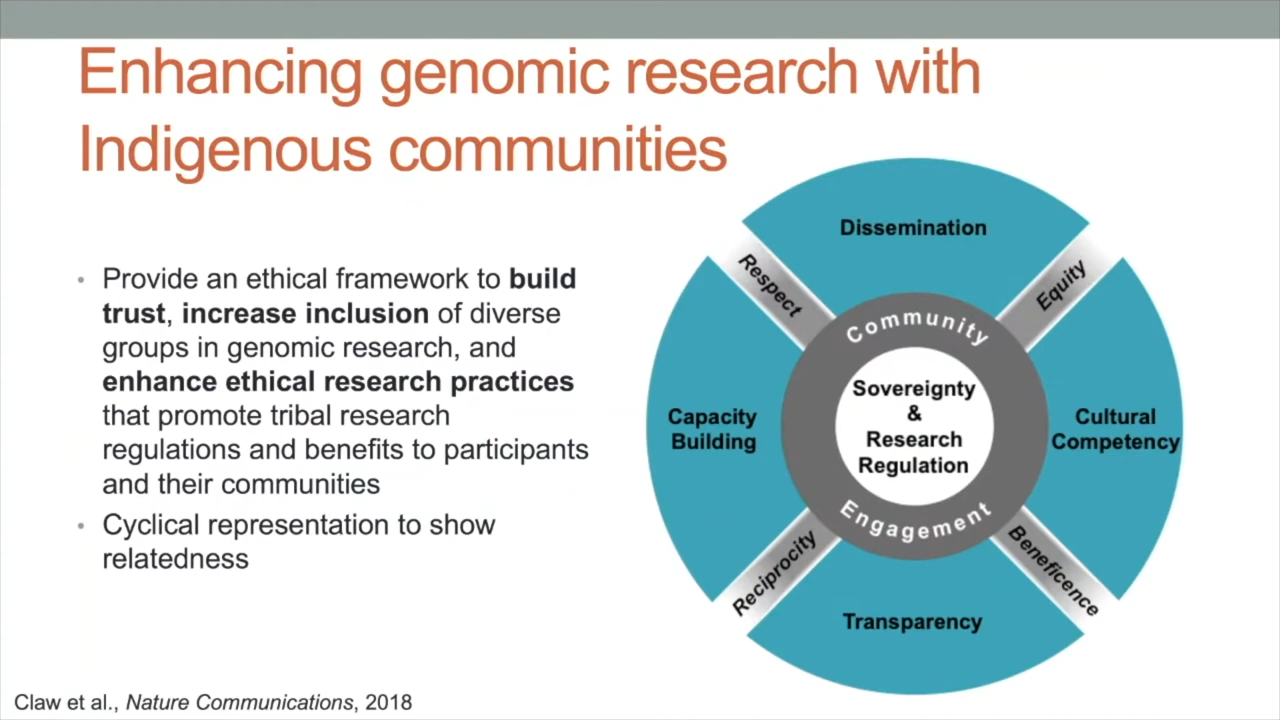 Enhancing genomic research with
Indigenous communities
• Provide an ethical framework to build
trust, increase inclusion of diverse
groups in genomic research, and
enhance ethical research practices
that promote tribal research
regulations and benefits to participants
and their communities
• Cyclical representation to show
relatedness
Dissemination
Respect
Equity
Community
Sovereignty
&
Research
Regulation
Capacity
Building
Cultural
Competency
Engagement
Reciprocity
Beneficence
Transparency
Claw et al., Nature Communications, 2018